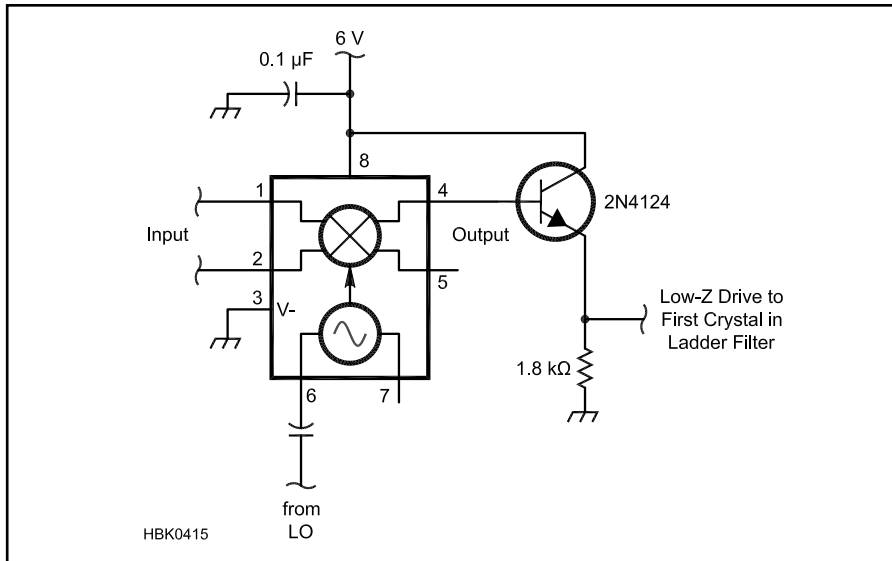 6 V
0.1 µF
8
1
4
2N4124
Input
Output
2
5
3
V-
Low-Z Drive to
First Crystal in
Ladder Filter
1.8 kΩ
6
7
from
LO
HBK0415